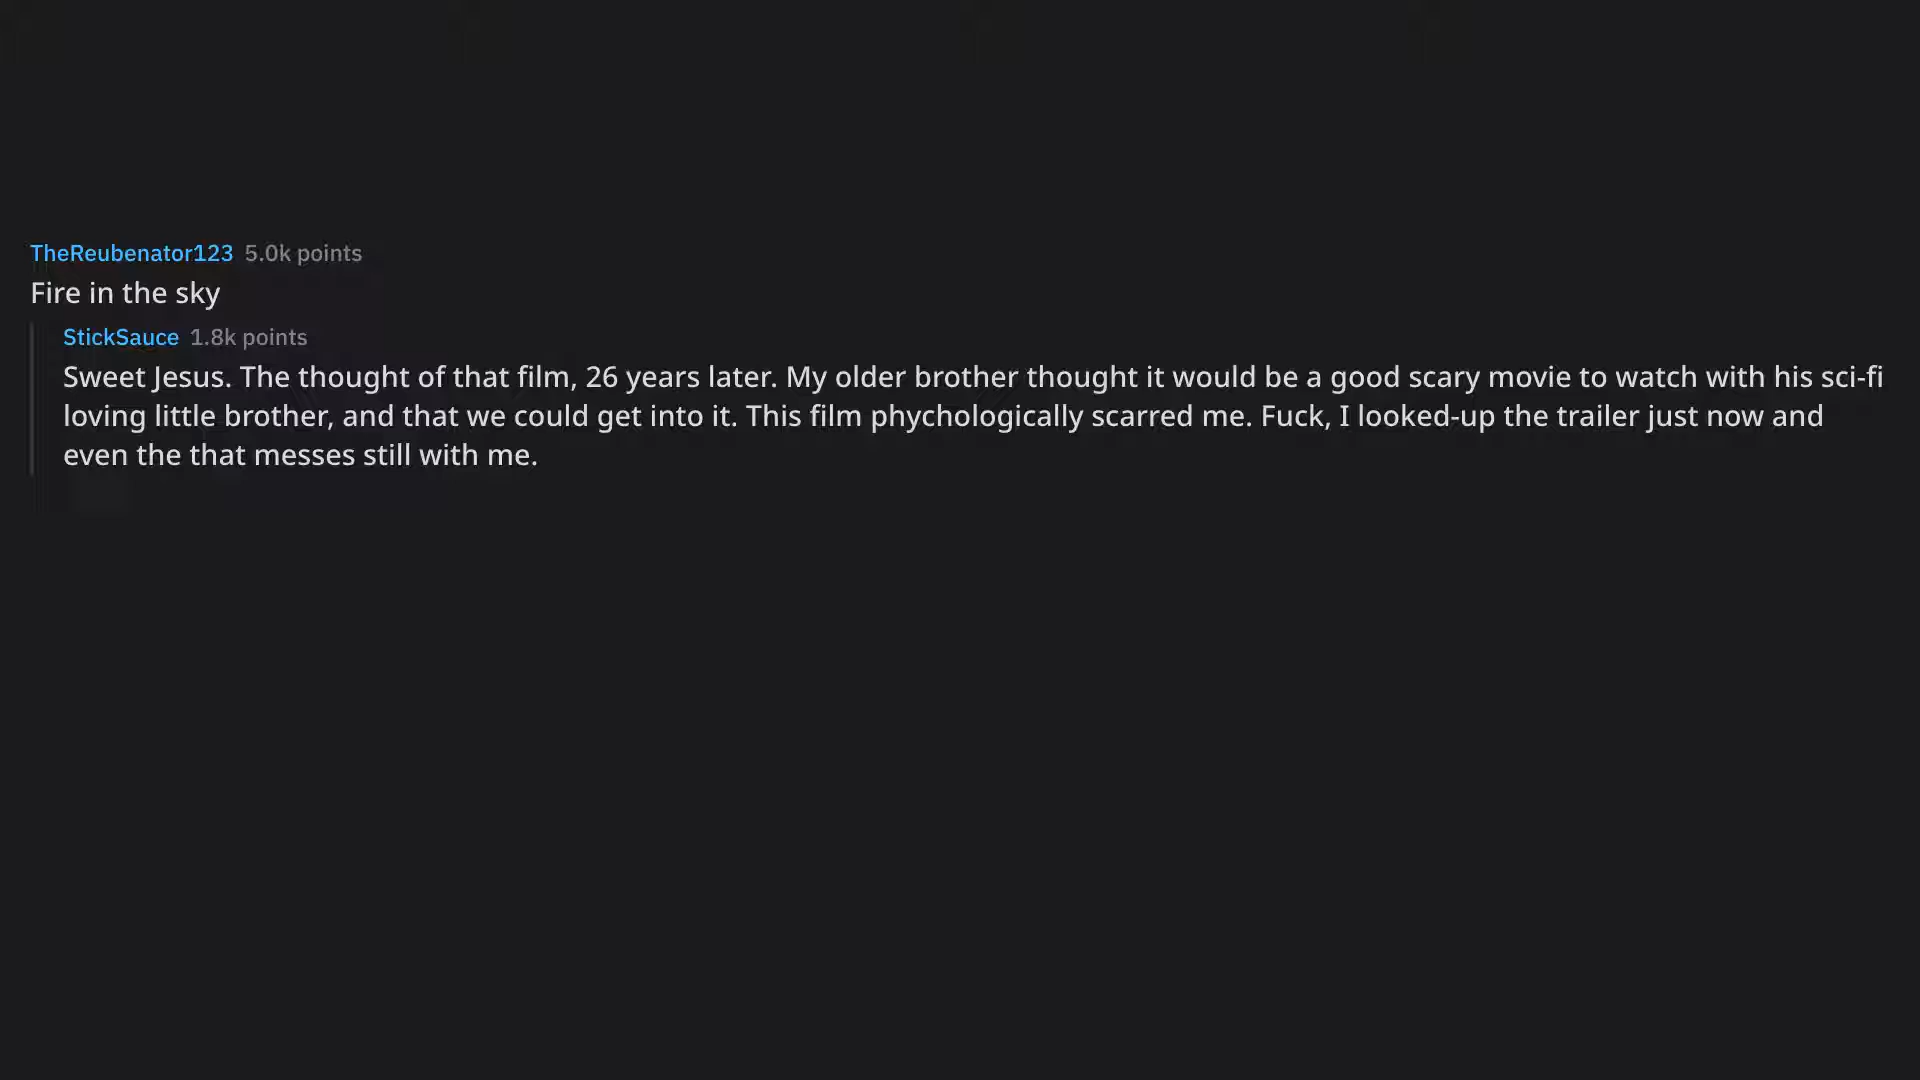 TheReubenator123 5.0k points
Fire in the sky
StickSauce 1.8k points
Sweet Jesus. The thought of that film, 26 years later. My older brother thought it would be a good scary movie to watch with his sci-fi
loving little brother, and that we could get into it. This film phychologically scarred me. Fuck, I looked-up the trailer just now and
even the that messes still with me.